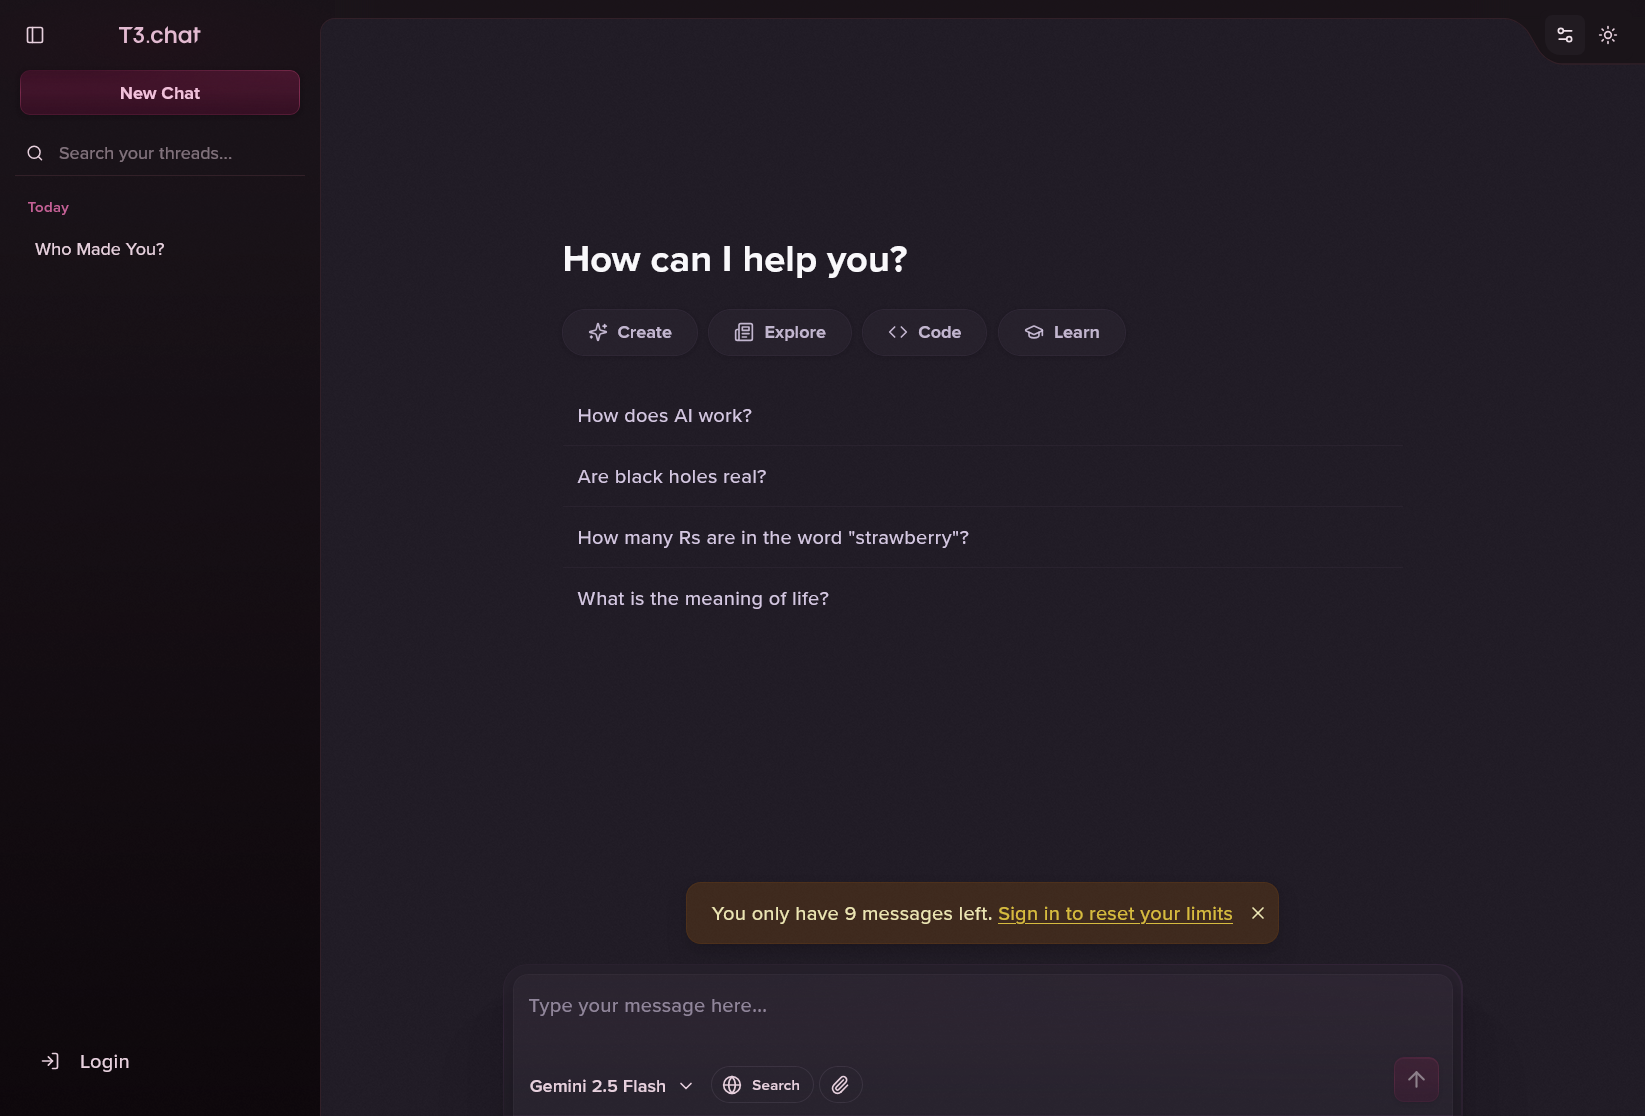 T3.chat
New Chat
Search your threads...
Today
Who Made You?
Login
How can I help you?
Create
Explore
Code
Learn
How does AI work?
Are black holes real?
How many Rs are in the word "strawberry"?
What is the meaning of life?
You only have 9 messages left. Sign in to reset your limits
Type your message here...
Gemini 2.5 Flash
Search